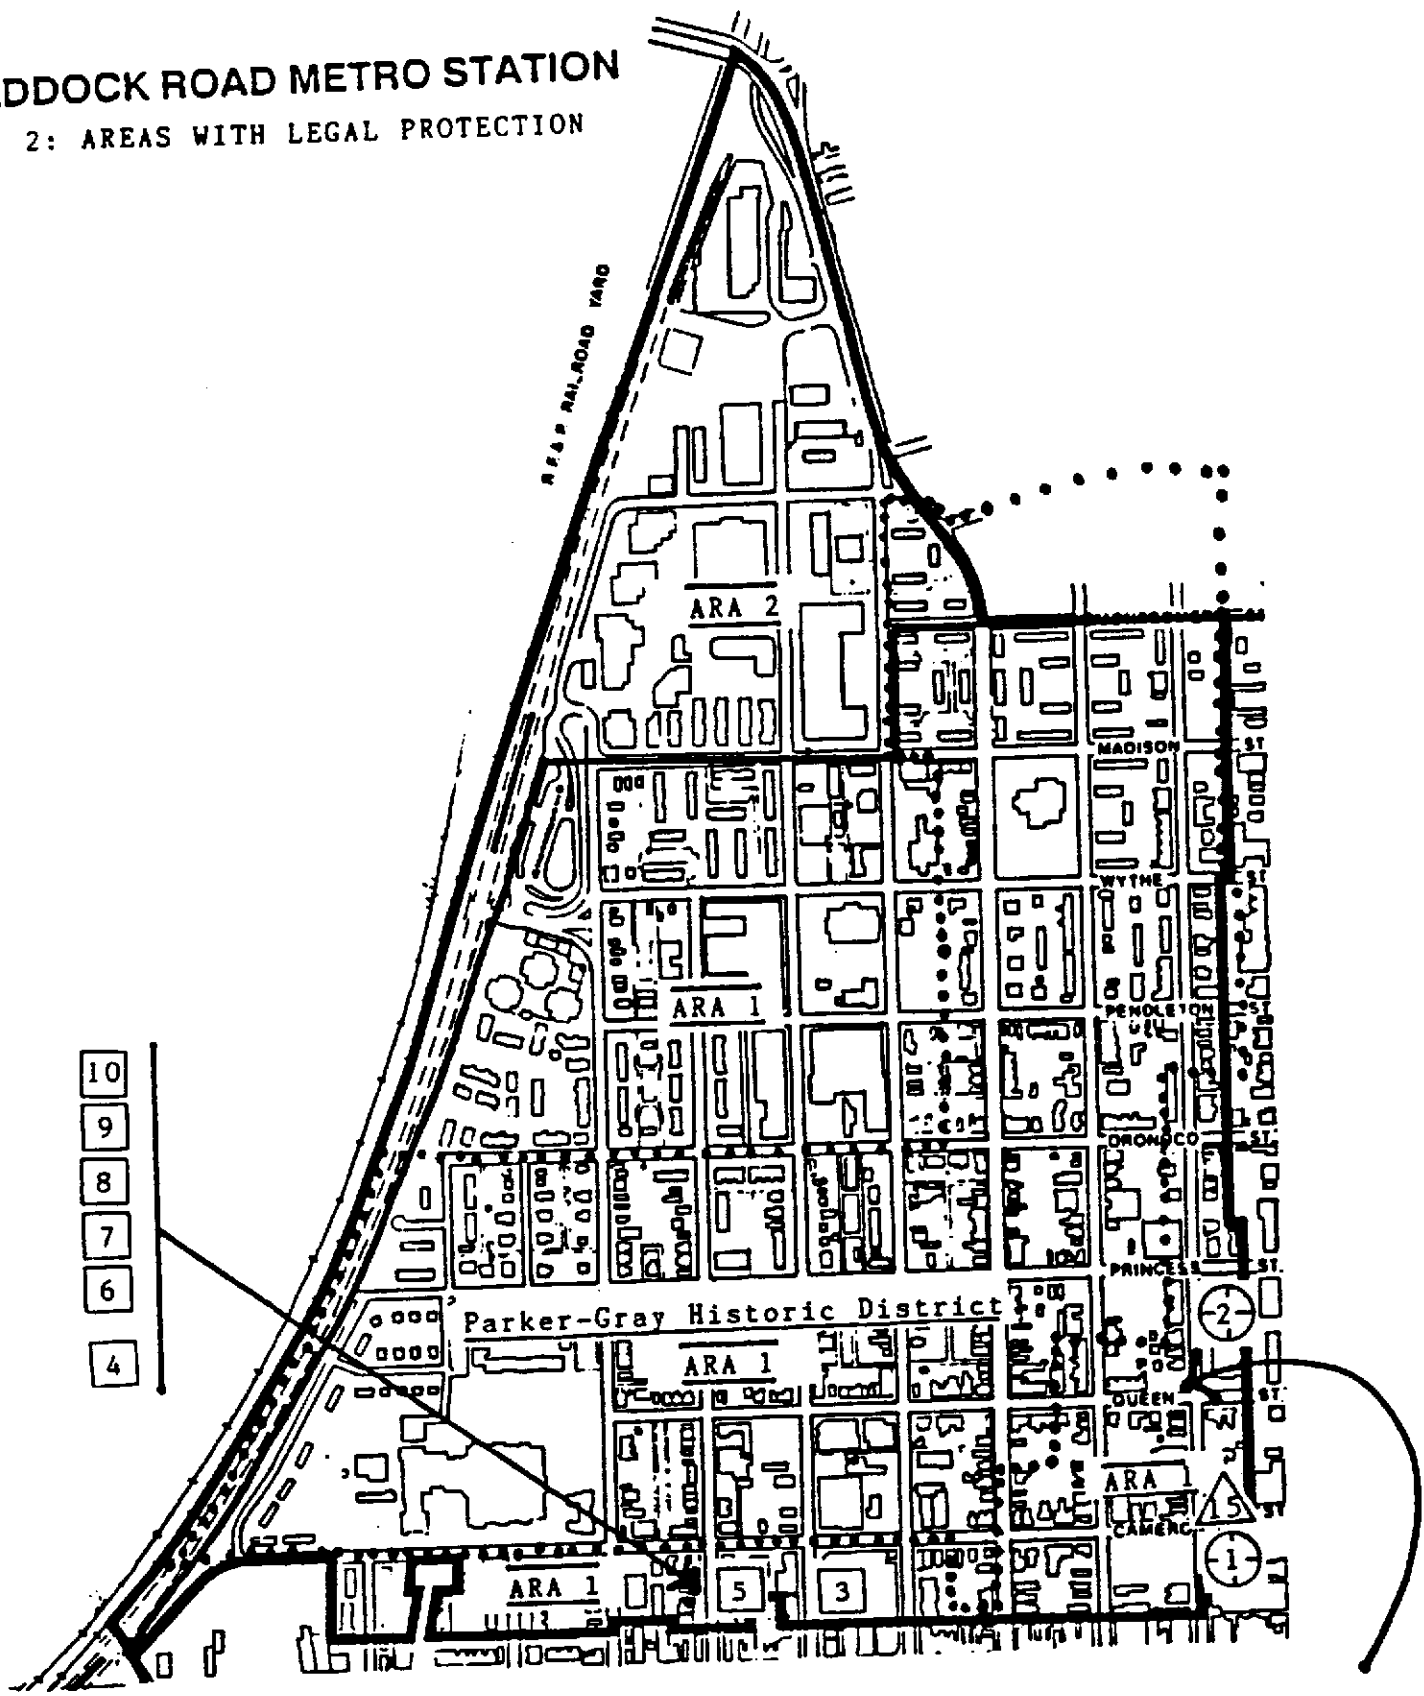 DDOCK ROAD METRO STATION
2: AREAS WITH LEGAL PROTECTION
RF&P RAILROAD YARD
ARA 2
MADISON ST
WYTHE ST
ARA 1
PENDLETON ST
10
9
8
7
6
4
ORONOCO ST.
PRINCESS ST.
2
Parker-Gray Historic District
ARA 1
QUEEN ST.
ARA 1
15
ST
1
ARA 1
5
3